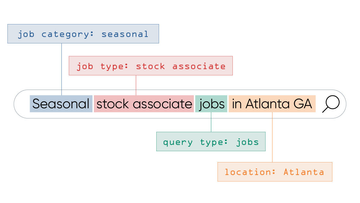 job category: seasonal
job type: stock associate
Seasonal stock associate jobs in Atlanta GA
query type: jobs
location: Atlanta